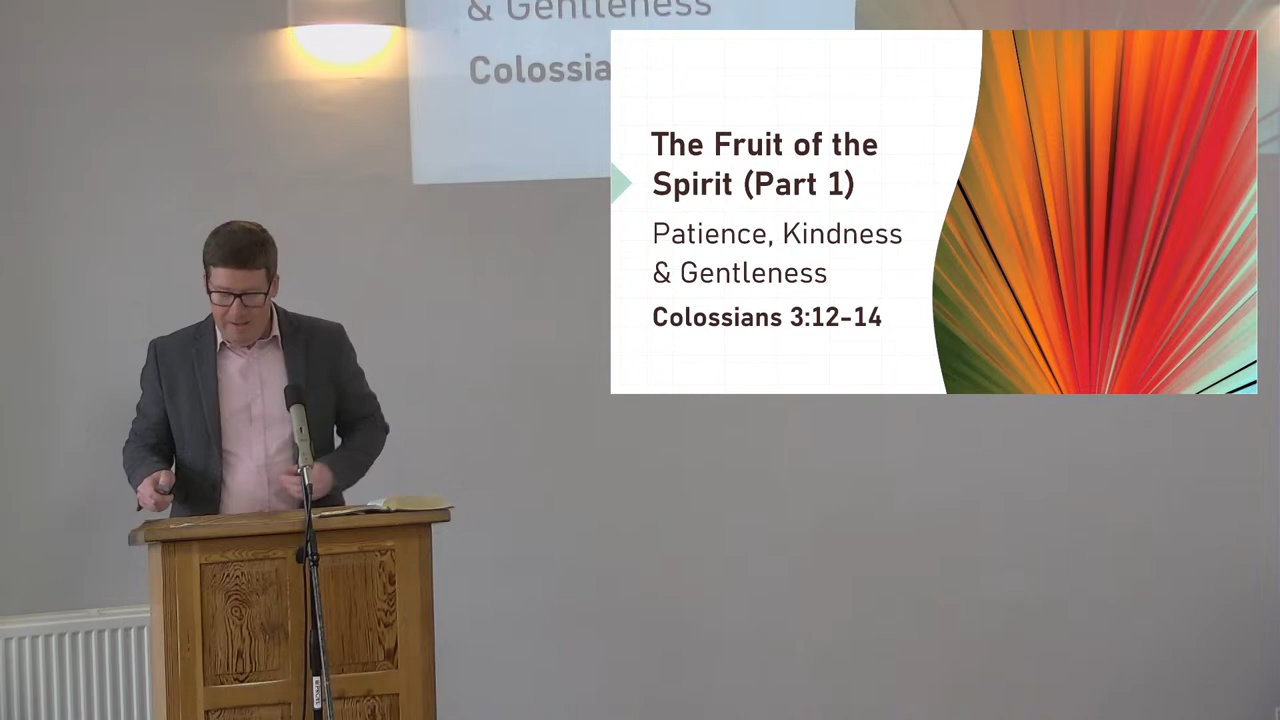 & Gentleness
Colossia
The Fruit of the
Spirit (Part 1)
Patience, Kindness
& Gentleness
Colossians 3:12-14